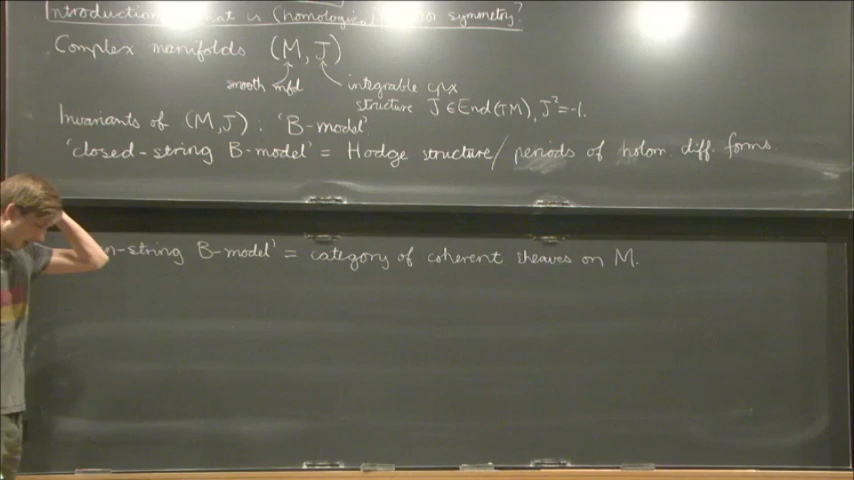 Introduction: What is (homological) mirror symmetry?
Complex manifolds (M, J)
smooth mfd
integrable cpx
structure J ∈ End(TM), J² = -1.
Invariants of (M, J) : 'B-model'
'closed-string B-model' = Hodge structure/ periods of holom. diff. forms.
n-string B-model' = category of coherent sheaves on M.